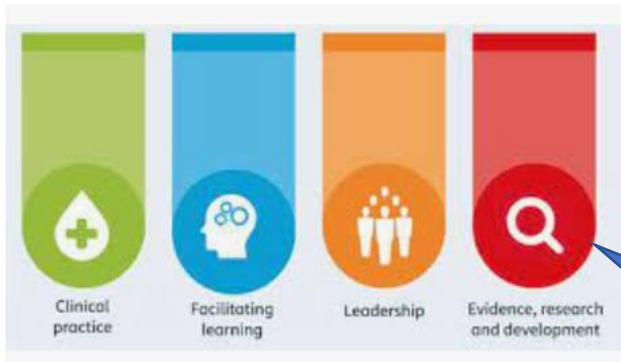 Clinical
practice
Facilitating
learning
Leadership
Evidence, research
and development